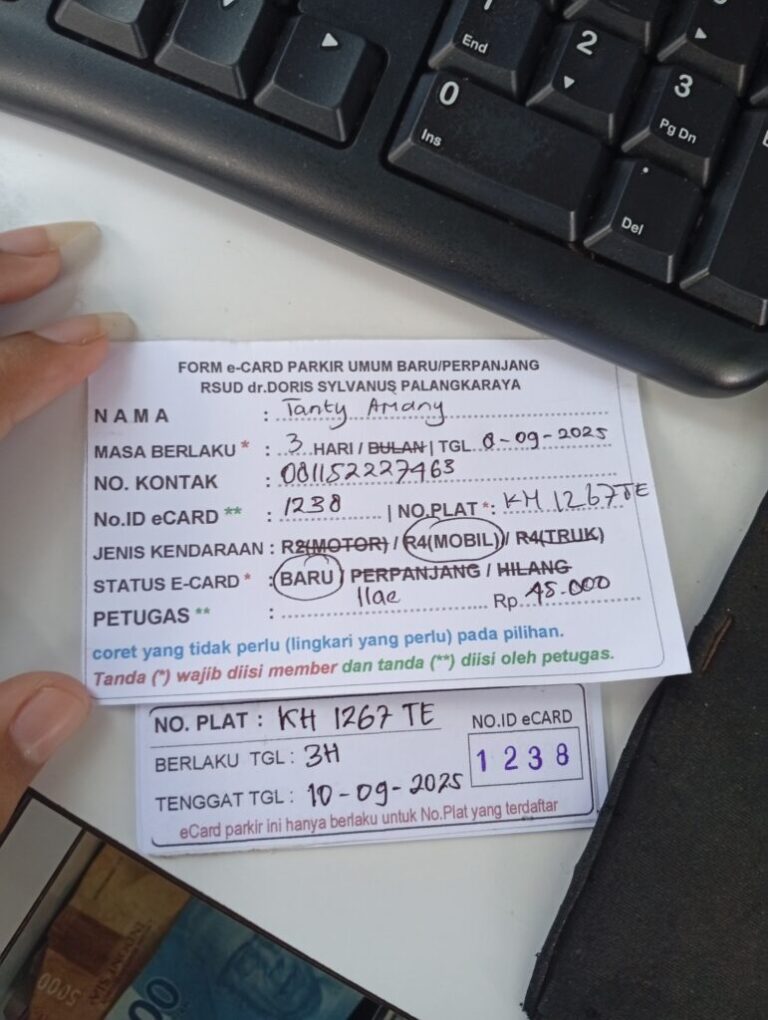 End
2
0
Ins
3
Pg Dn
Del
FORM e-CARD PARKIR UMUM BARU/PERPANJANG
RSUD dr.DORIS SYLVANUS PALANGKARAYA
NAMA : Tanty Amany
MASA BERLAKU * : 3 HARI / BULAN | TGL 8-09-2025
NO. KONTAK : 081152227463
No.ID eCARD ** : 1238 | NO.PLAT *: KH 1267 TE
JENIS KENDARAAN : R2(MOTOR) / R4(MOBIL) / R4(TRUK)
STATUS E-CARD * : BARU / PERPANJANG / HILANG
PETUGAS ** : Ilae Rp. 45.000
coret yang tidak perlu (lingkari yang perlu) pada pilihan.
Tanda (*) wajib diisi member dan tanda (**) diisi oleh petugas.
NO. PLAT : KH 1267 TE
NO.ID eCARD
1238
BERLAKU TGL : 3H
TENGGAT TGL : 10-09-2025
eCard parkir ini hanya berlaku untuk No.Plat yang terdaftar
5000